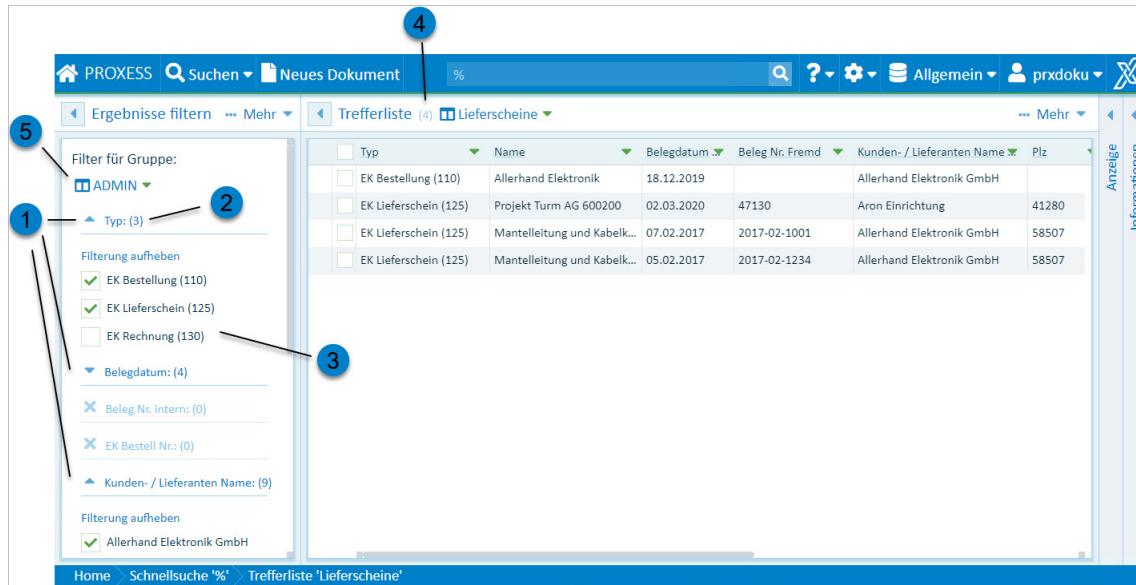 4
PROXESS Suchen Neues Dokument % ? Allgemein prxdoku
Ergebnisse filtern ··· Mehr
Trefferliste (4) Lieferscheine ··· Mehr
5
Filter für Gruppe:
ADMIN
1
2
Typ: (3)
Filterung aufheben
EK Bestellung (110)
EK Lieferschein (125)
EK Rechnung (130)
3
Belegdatum: (4)
Beleg Nr. intern: (0)
EK Bestell Nr.: (0)
Kunden- / Lieferanten Name: (9)
Filterung aufheben
Allerhand Elektronik GmbH
Typ Name Belegdatum .. Beleg Nr. Fremd Kunden- / Lieferanten Name .. Plz
EK Bestellung (110) Allerhand Elektronik 18.12.2019 Allerhand Elektronik GmbH
EK Lieferschein (125) Projekt Turm AG 600200 02.03.2020 47130 Aron Einrichtung 41280
EK Lieferschein (125) Mantelleitung und Kabelk... 07.02.2017 2017-02-1001 Allerhand Elektronik GmbH 58507
EK Lieferschein (125) Mantelleitung und Kabelk... 05.02.2017 2017-02-1234 Allerhand Elektronik GmbH 58507
Anzeige
Informationen
Home Schnellsuche '%' Trefferliste 'Lieferscheine'